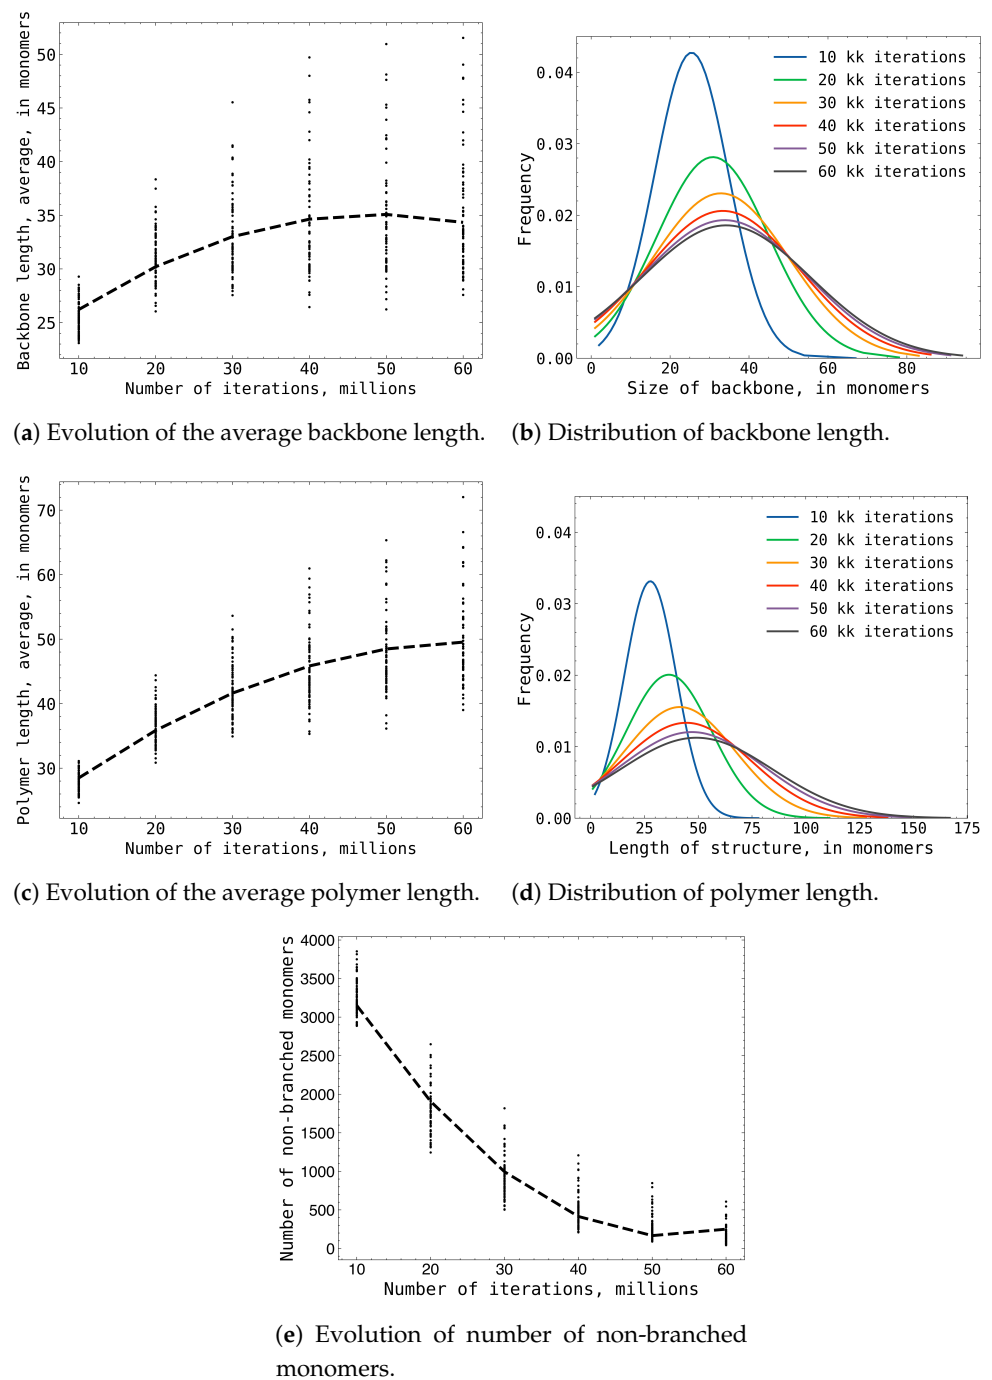 Backbone length, average, in monomers
50
45
40
35
30
25
10 20 30 40 50 60
Number of iterations, millions
Frequency
0.04
0.03
0.02
0.01
0.00
0 20 40 60 80
Size of backbone, in monomers
10 kk iterations
20 kk iterations
30 kk iterations
40 kk iterations
50 kk iterations
60 kk iterations
(a) Evolution of the average backbone length.
(b) Distribution of backbone length.
Polymer length, average, in monomers
70
60
50
40
30
10 20 30 40 50 60
Number of iterations, millions
Frequency
0.04
0.03
0.02
0.01
0.00
0 25 50 75 100 125 150 175
Length of structure, in monomers
10 kk iterations
20 kk iterations
30 kk iterations
40 kk iterations
50 kk iterations
60 kk iterations
(c) Evolution of the average polymer length.
(d) Distribution of polymer length.
Number of non-branched monomers
4000
3500
3000
2500
2000
1500
1000
500
0
10 20 30 40 50 60
Number of iterations, millions
(e) Evolution of number of non-branched
monomers.